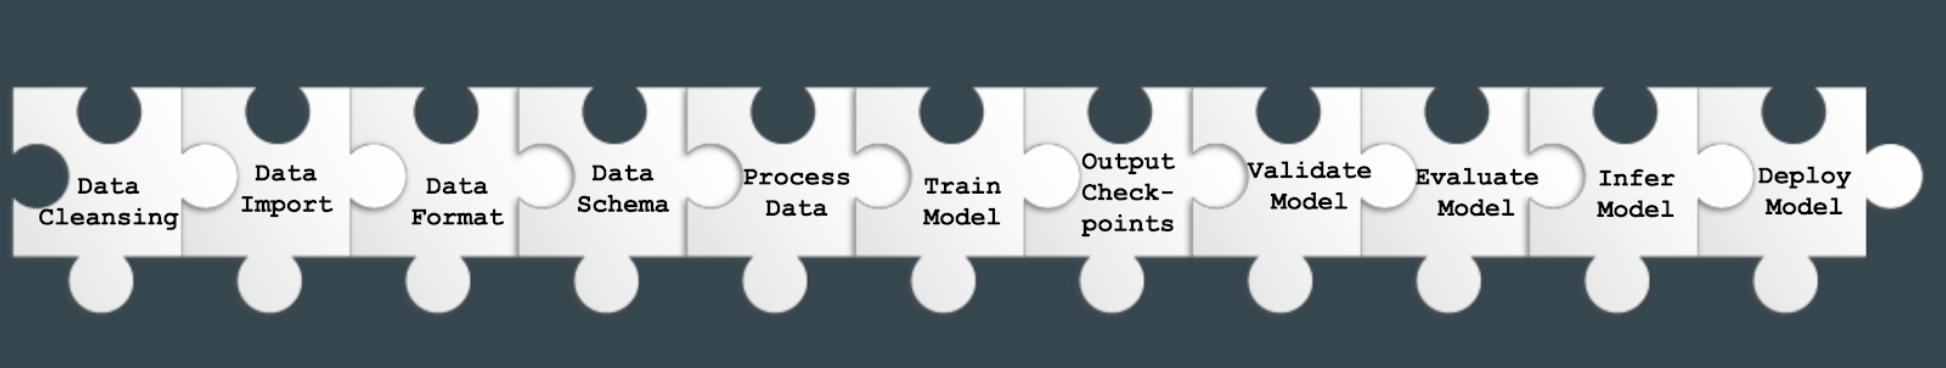 Data
Cleansing
Data
Import
Data
Format
Data
Schema
Process
Data
Train
Model
Output
Check-
points
Validate
Model
Evaluate
Model
Infer
Model
Deploy
Model